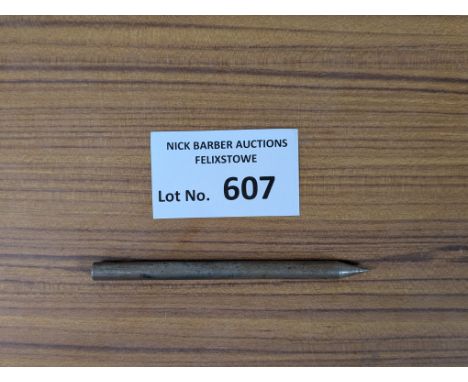 NICK BARBER AUCTIONS
FELIXSTOWE
Lot No. 607